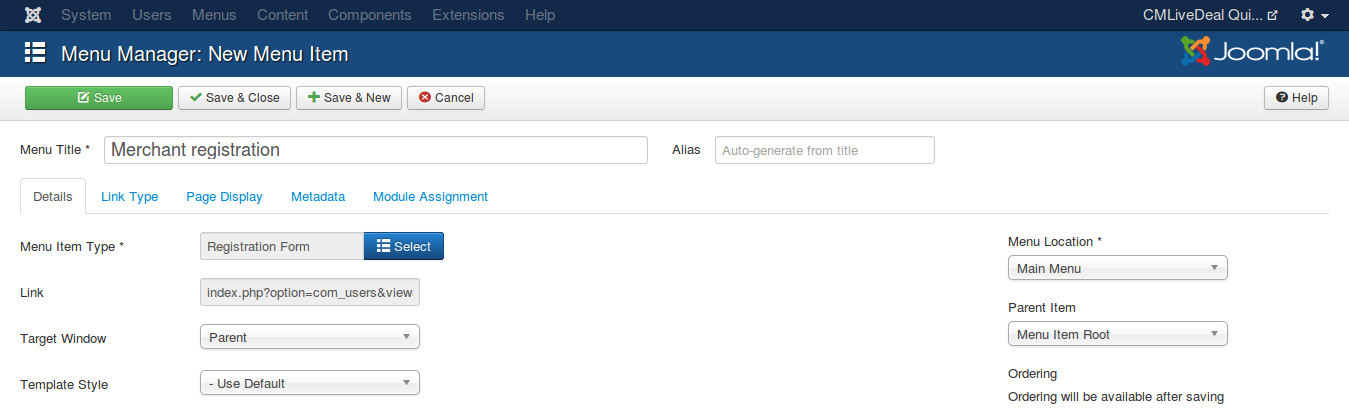 System Users Menus Content Components Extensions Help CMLiveDeal Qui...
Menu Manager: New Menu Item Joomla!®
Save Save & Close Save & New Cancel Help
Menu Title * Merchant registration Alias Auto-generate from title
Details Link Type Page Display Metadata Module Assignment
Menu Item Type * Registration Form Select
Menu Location *
Main Menu
Link index.php?option=com_users&view
Parent Item
Target Window Parent
Menu Item Root
Ordering
Template Style - Use Default
Ordering will be available after saving